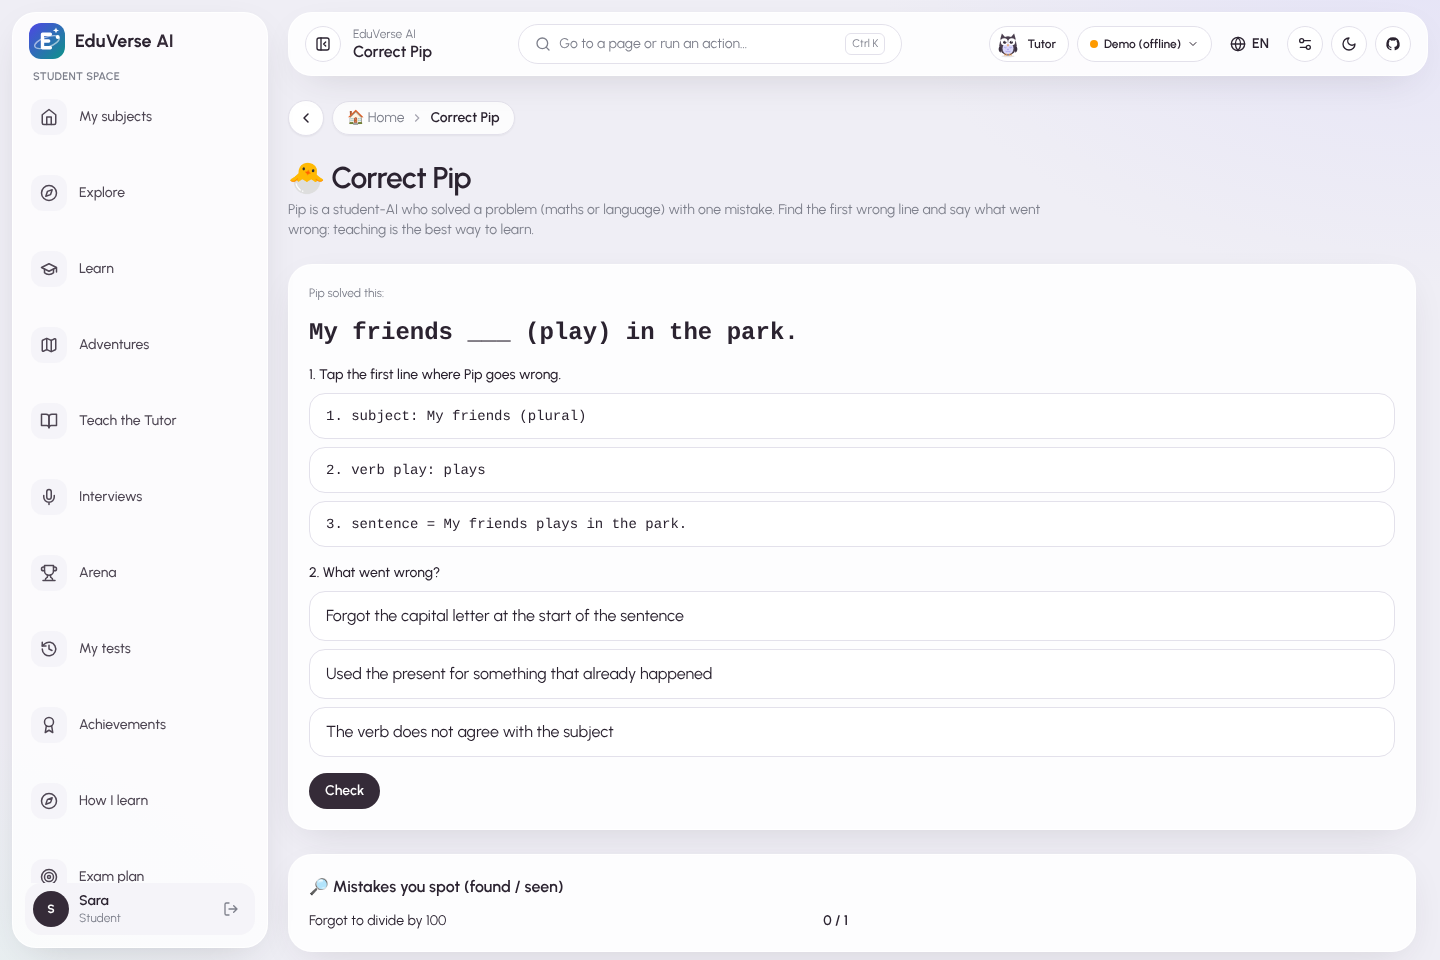 EduVerse AI
STUDENT SPACE
My subjects
Explore
Learn
Adventures
Teach the Tutor
Interviews
Arena
My tests
Achievements
How I learn
Exam plan
S
Sara
Student
EduVerse AI
Correct Pip
Go to a page or run an action...
Ctrl K
Tutor
Demo (offline)
EN
Home
Correct Pip
Correct Pip
Pip is a student-AI who solved a problem (maths or language) with one mistake. Find the first wrong line and say what went
wrong: teaching is the best way to learn.
Pip solved this:
My friends ___ (play) in the park.
1. Tap the first line where Pip goes wrong.
1. subject: My friends (plural)
2. verb play: plays
3. sentence = My friends plays in the park.
2. What went wrong?
Forgot the capital letter at the start of the sentence
Used the present for something that already happened
The verb does not agree with the subject
Check
Mistakes you spot (found / seen)
Forgot to divide by 100
0 / 1